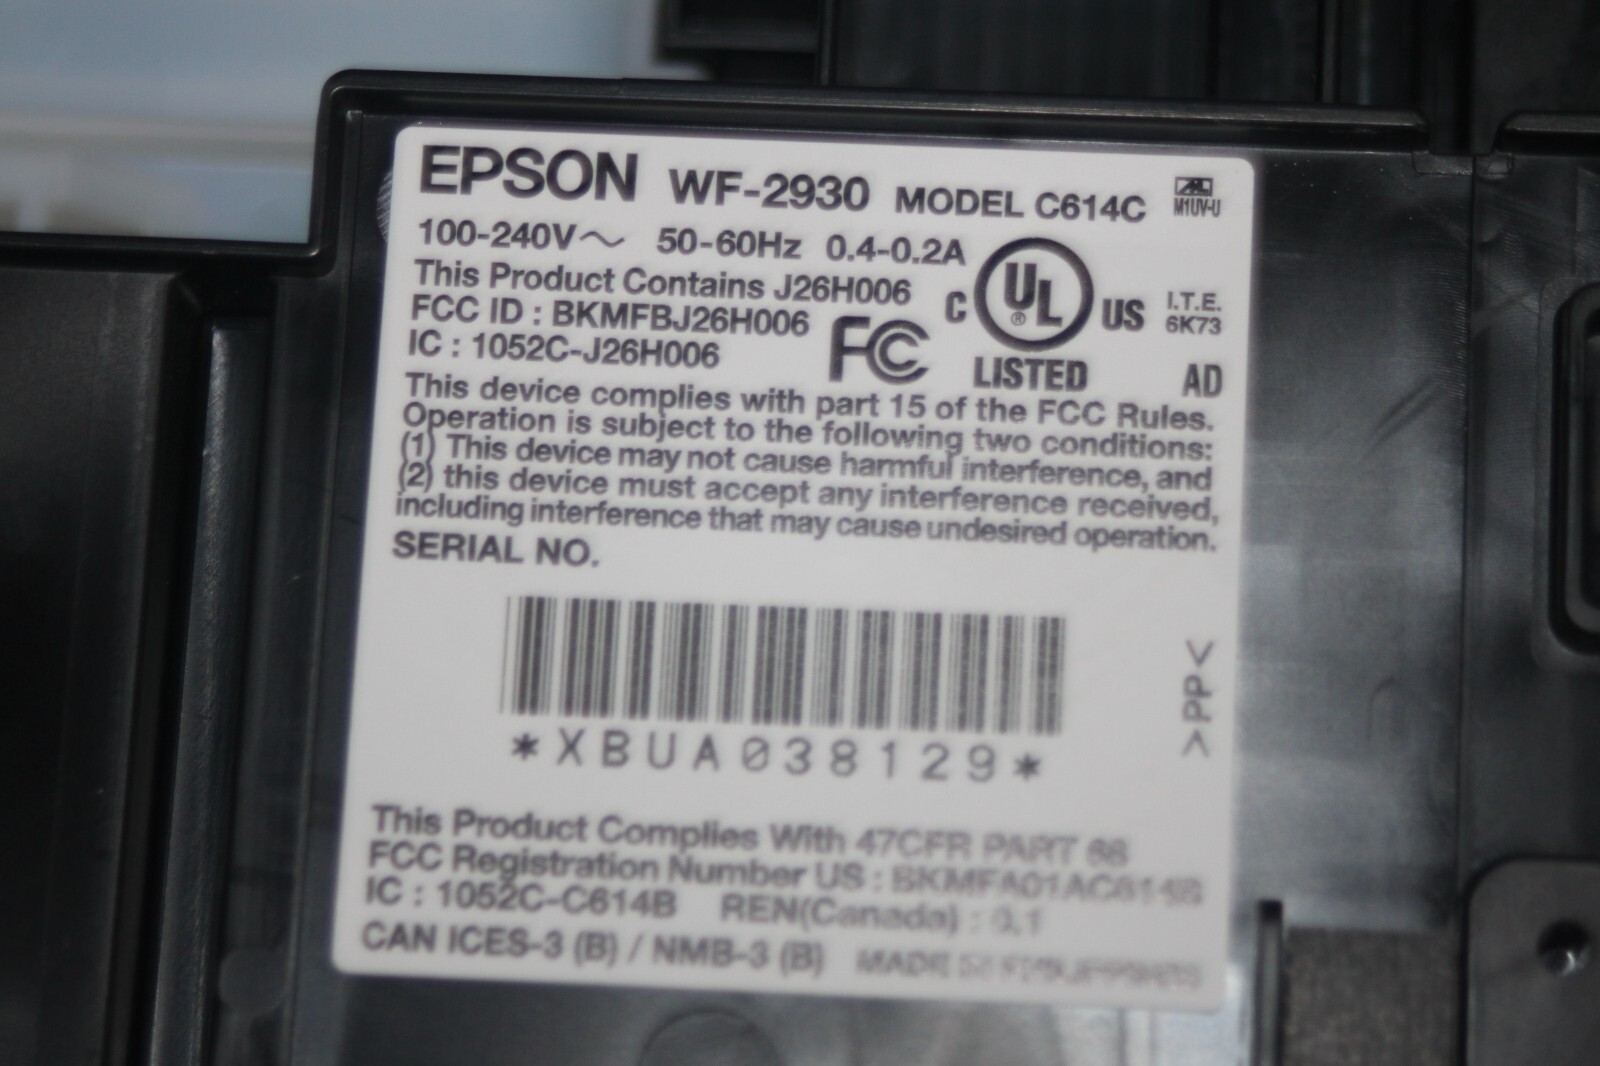 EPSON WF-2930 MODEL C614C
M1UV-U
100-240V～ 50-60Hz 0.4-0.2A
This Product Contains J26H006
FCC ID : BKMFBJ26H006
IC : 1052C-J26H006
FC
C UL US
®
LISTED
I.T.E.
6K73
AD
This device complies with part 15 of the FCC Rules.
Operation is subject to the following two conditions:
(1) This device may not cause harmful interference, and
(2) this device must accept any interference received,
including interference that may cause undesired operation.
SERIAL NO.
*XBUA038129*
>PP<
This Product Complies With 47CFR PART 68
FCC Registration Number US :
IC : 1052C-C614B REN(Canada) : 0.1
CAN ICES-3 (B) / NMB-3 (B) MADE